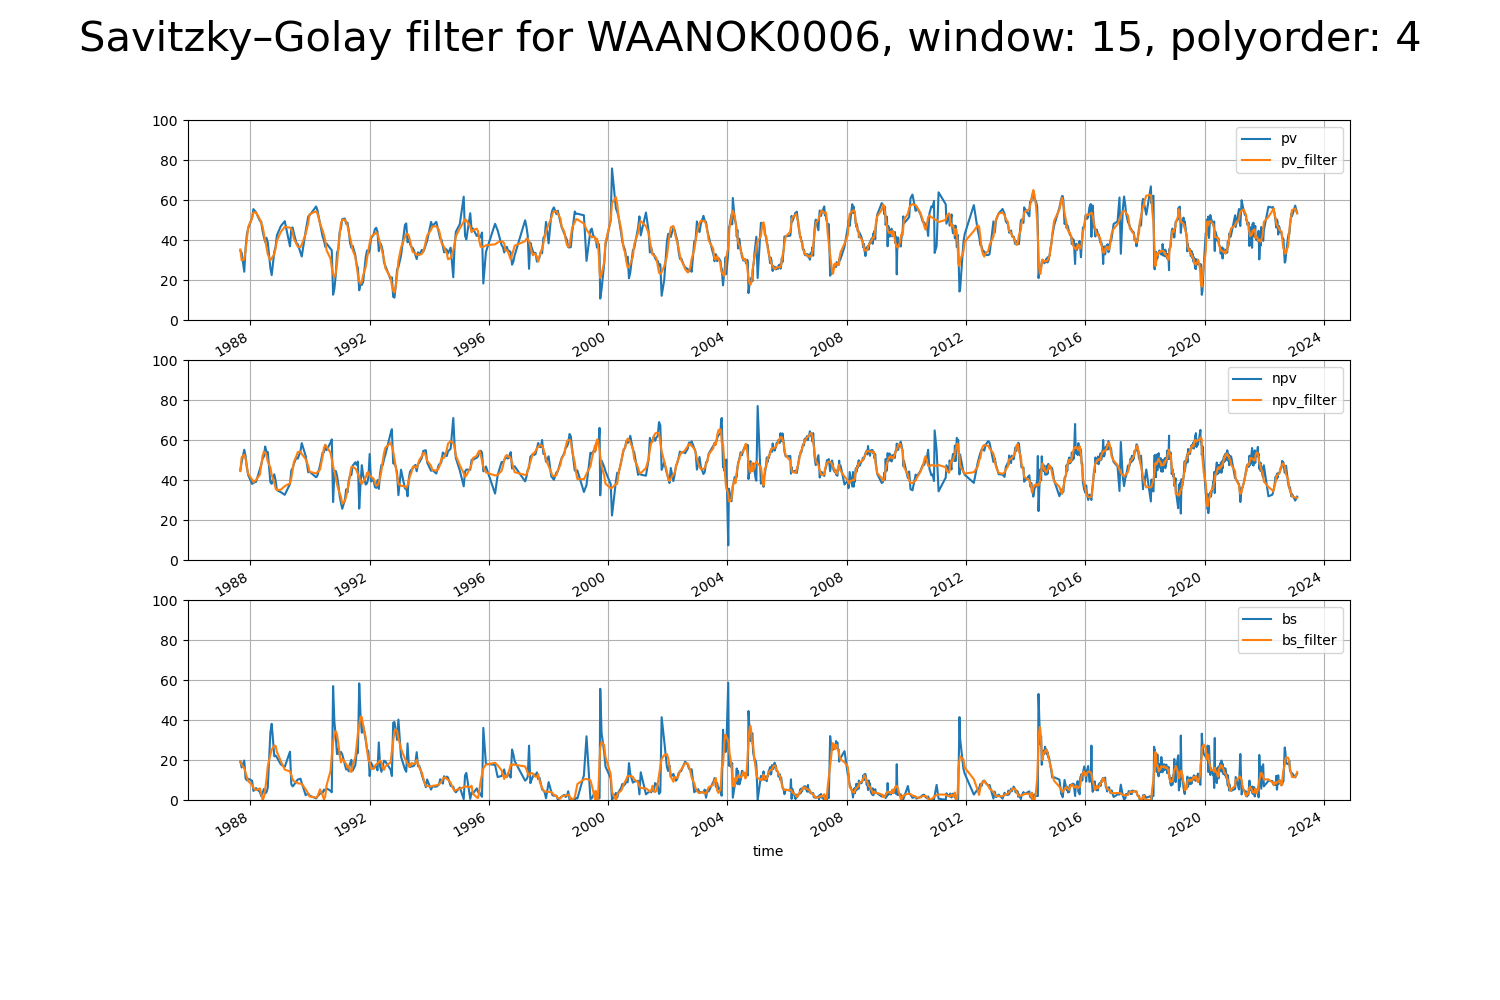 Savitzky–Golay filter for WAANOK0006, window: 15, polyorder: 4
100
80
60
40
20
0
pv
pv_filter
1988 1992 1996 2000 2004 2008 2012 2016 2020 2024
100
80
60
40
20
0
npv
npv_filter
1988 1992 1996 2000 2004 2008 2012 2016 2020 2024
100
80
60
40
20
0
bs
bs_filter
1988 1992 1996 2000 2004 2008 2012 2016 2020 2024
time